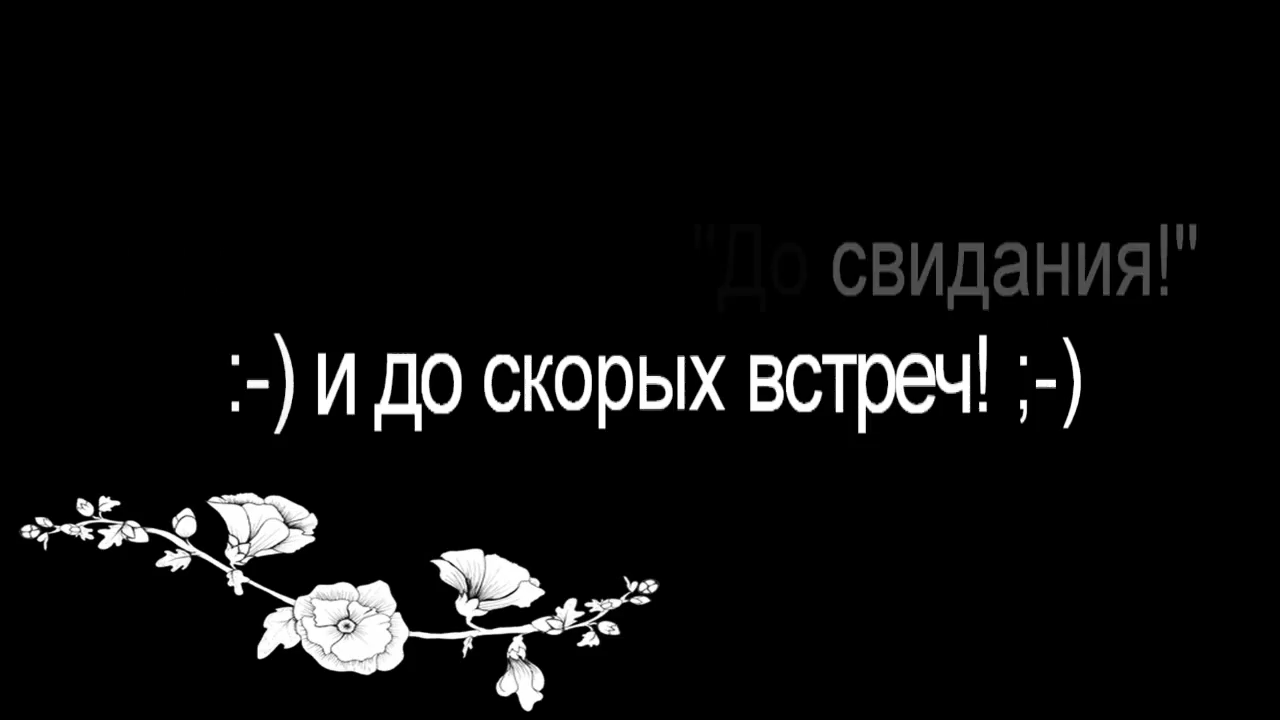 "До свидания!"
:-) и до скорых встреч! ;-)